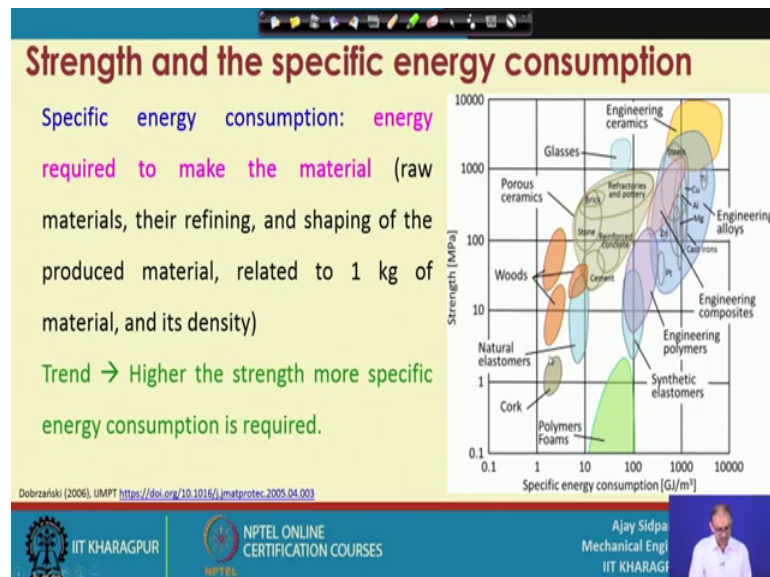 Strength and the specific energy consumption
Specific energy consumption: energy
required to make the material (raw
materials, their refining, and shaping of the
produced material, related to 1 kg of
material, and its density)
Trend → Higher the strength more specific
energy consumption is required.
Dobrzański (2006), IJMPT https://doi.org/10.1016/j.jmatprotec.2005.04.003
Strength [MPa]
10000
1000
100
10
1
0.1
0.1
1
10
100
1000
10000
Specific energy consumption [GJ/m³]
Engineering
ceramics
Glasses
Steels
Porous
ceramics
Refractories
and pottery
Brick
Ti
Cu
Al
Mg
Engineering
alloys
Stone
Reinforced
concrete
Zn
Cast irons
Cement
Pt
Woods
Engineering
composites
Engineering
polymers
Natural
elastomers
Synthetic
elastomers
Cork
Polymers
Foams
IIT KHARAGPUR
NPTEL
NPTEL ONLINE
CERTIFICATION COURSES
Ajay Sidpa
Mechanical Engi
IIT KHARAGP